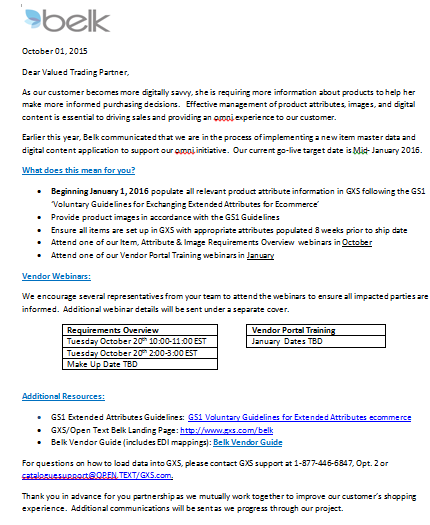 belk
October 01, 2015
Dear Valued Trading Partner,
As our customer becomes more digitally savvy, she is requiring more information about products to help her
make more informed purchasing decisions.  Effective management of product attributes, images, and digital
content is essential to driving sales and providing an omni experience to our customer.
Earlier this year, Belk communicated that we are in the process of implementing a new item master data and
digital content application to support our omni initiative.  Our current go-live target date is Mid- January 2016.
What does this mean for you?
• Beginning January 1, 2016 populate all relevant product attribute information in GXS following the GS1
'Voluntary Guidelines for Exchanging Extended Attributes for Ecommerce'
• Provide product images in accordance with the GS1 Guidelines
• Ensure all items are set up in GXS with appropriate attributes populated 8 weeks prior to ship date
• Attend one of our Item, Attribute & Image Requirements Overview webinars in October
• Attend one of our Vendor Portal Training webinars in January
Vendor Webinars:
We encourage several representatives from your team to attend the webinars to ensure all impacted parties are
informed.  Additional webinar details will be sent under a separate cover.
Requirements Overview
Tuesday October 20th 10:00-11:00 EST
Tuesday October 20th 2:00-3:00 EST
Make Up Date TBD
Vendor Portal Training
January Dates TBD
Additional Resources:
• GS1 Extended Attributes Guidelines:  GS1 Voluntary Guidelines for Extended Attributes ecommerce
• GXS/Open Text Belk Landing Page: http://www.gxs.com/belk
• Belk Vendor Guide (includes EDI mappings): Belk Vendor Guide
For questions on how to load data into GXS, please contact GXS support at 1-877-446-6847, Opt. 2 or
cataloguesupport@OPEN.TEXT/GXS.com.
Thank you in advance for you partnership as we mutually work together to improve our customer's shopping
experience.  Additional communications will be sent as we progress through our project.